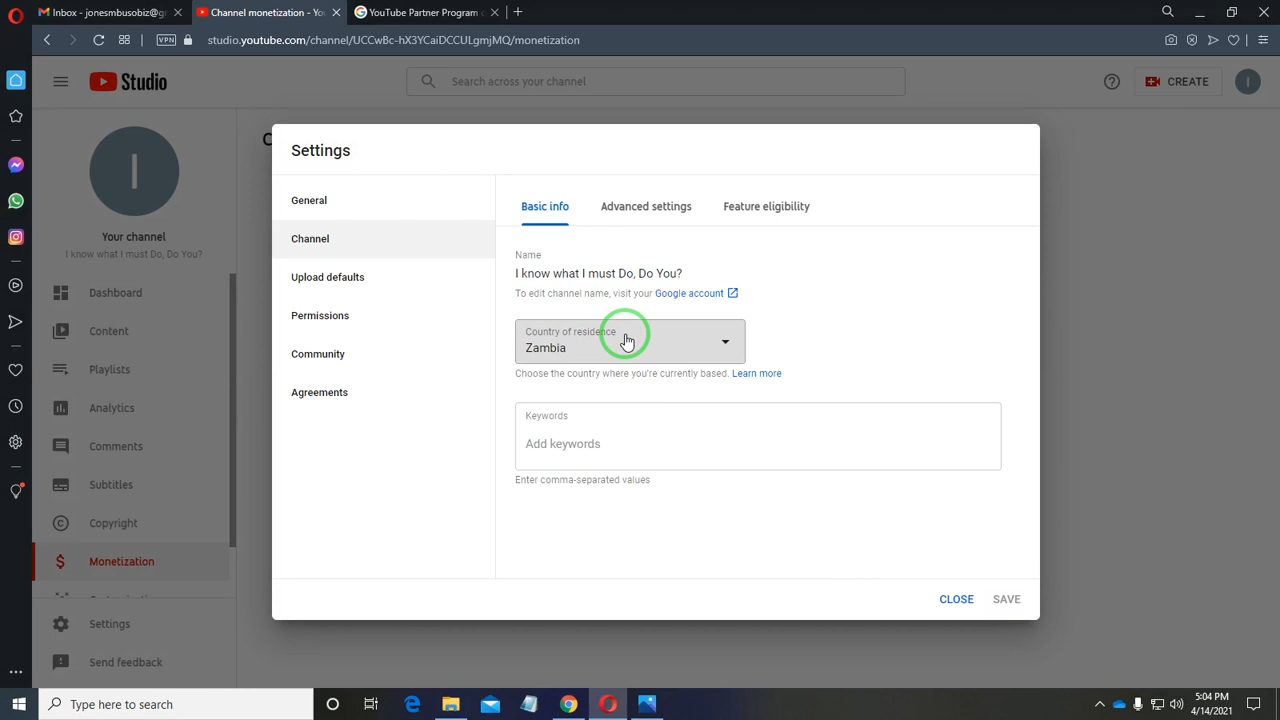 Inbox - jonesmusobiz@g
Channel monetization - Yo
YouTube Partner Program o
VPN
studio.youtube.com/channel/UCCwBc-hX3YCaiDCCULgmjMQ/monetization
Studio
Search across your channel
CREATE
I
I
Your channel
I know what I must Do, Do You?
Dashboard
Content
Playlists
Analytics
Comments
Subtitles
Copyright
Monetization
Settings
Send feedback
C
Settings
General
Channel
Upload defaults
Permissions
Community
Agreements
Basic info
Advanced settings
Feature eligibility
Name
I know what I must Do, Do You?
To edit channel name, visit your Google account
Country of residence
Zambia
Choose the country where you're currently based. Learn more
Keywords
Add keywords
Enter comma-separated values
CLOSE
SAVE
Type here to search
5:04 PM
4/14/2021